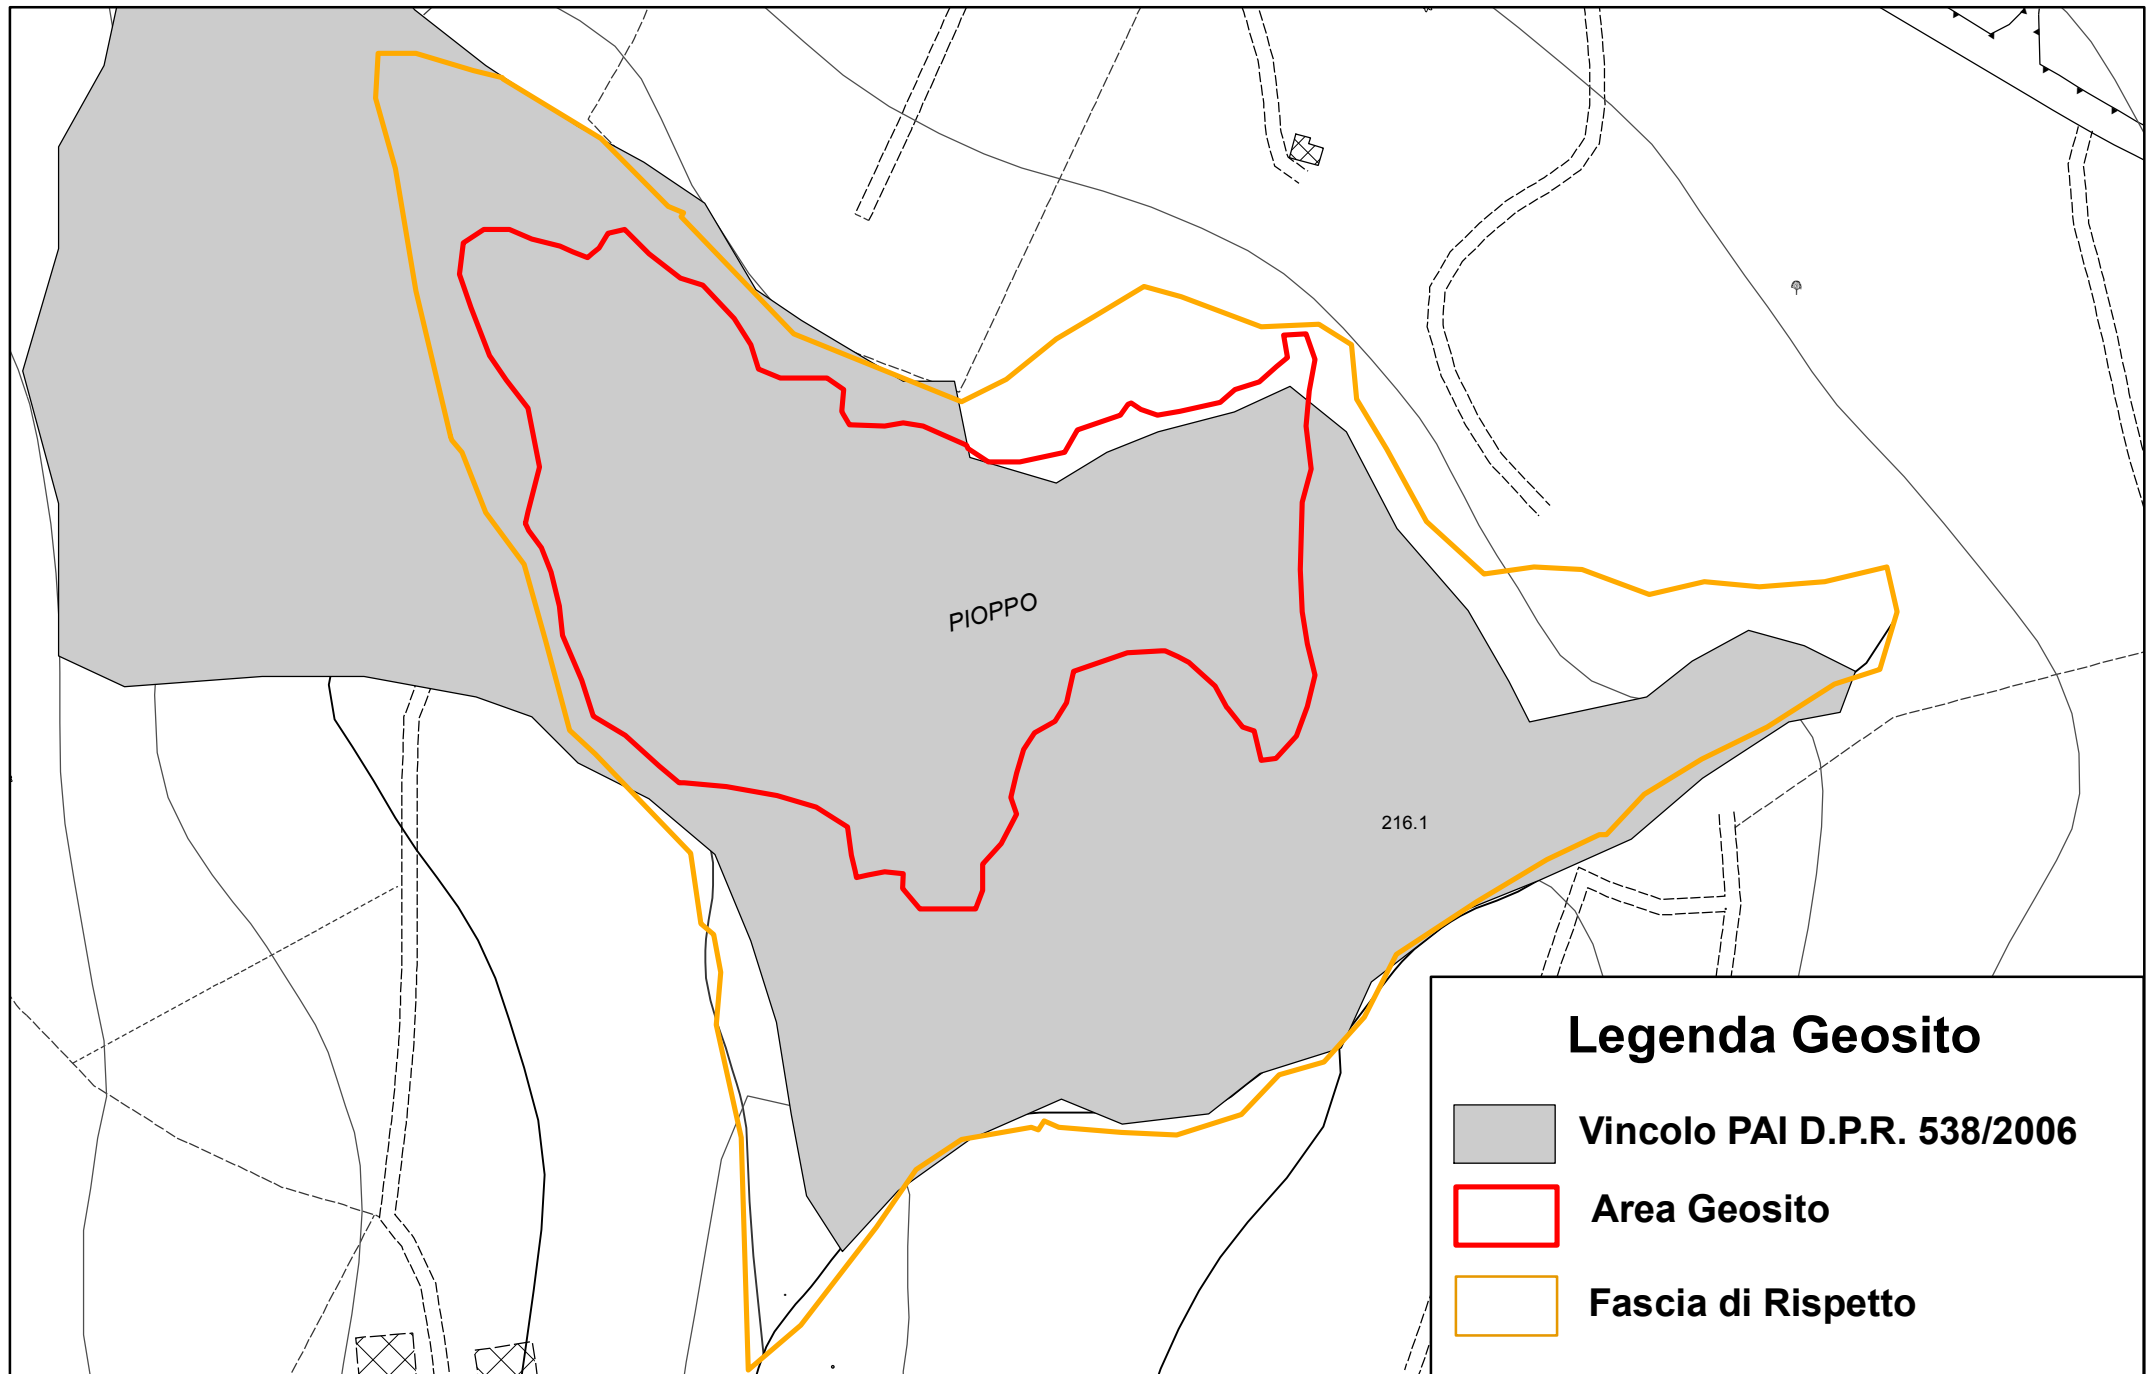 PIOPPO
216.1
Legenda Geosito
Vincolo PAI D.P.R. 538/2006
Area Geosito
Fascia di Rispetto